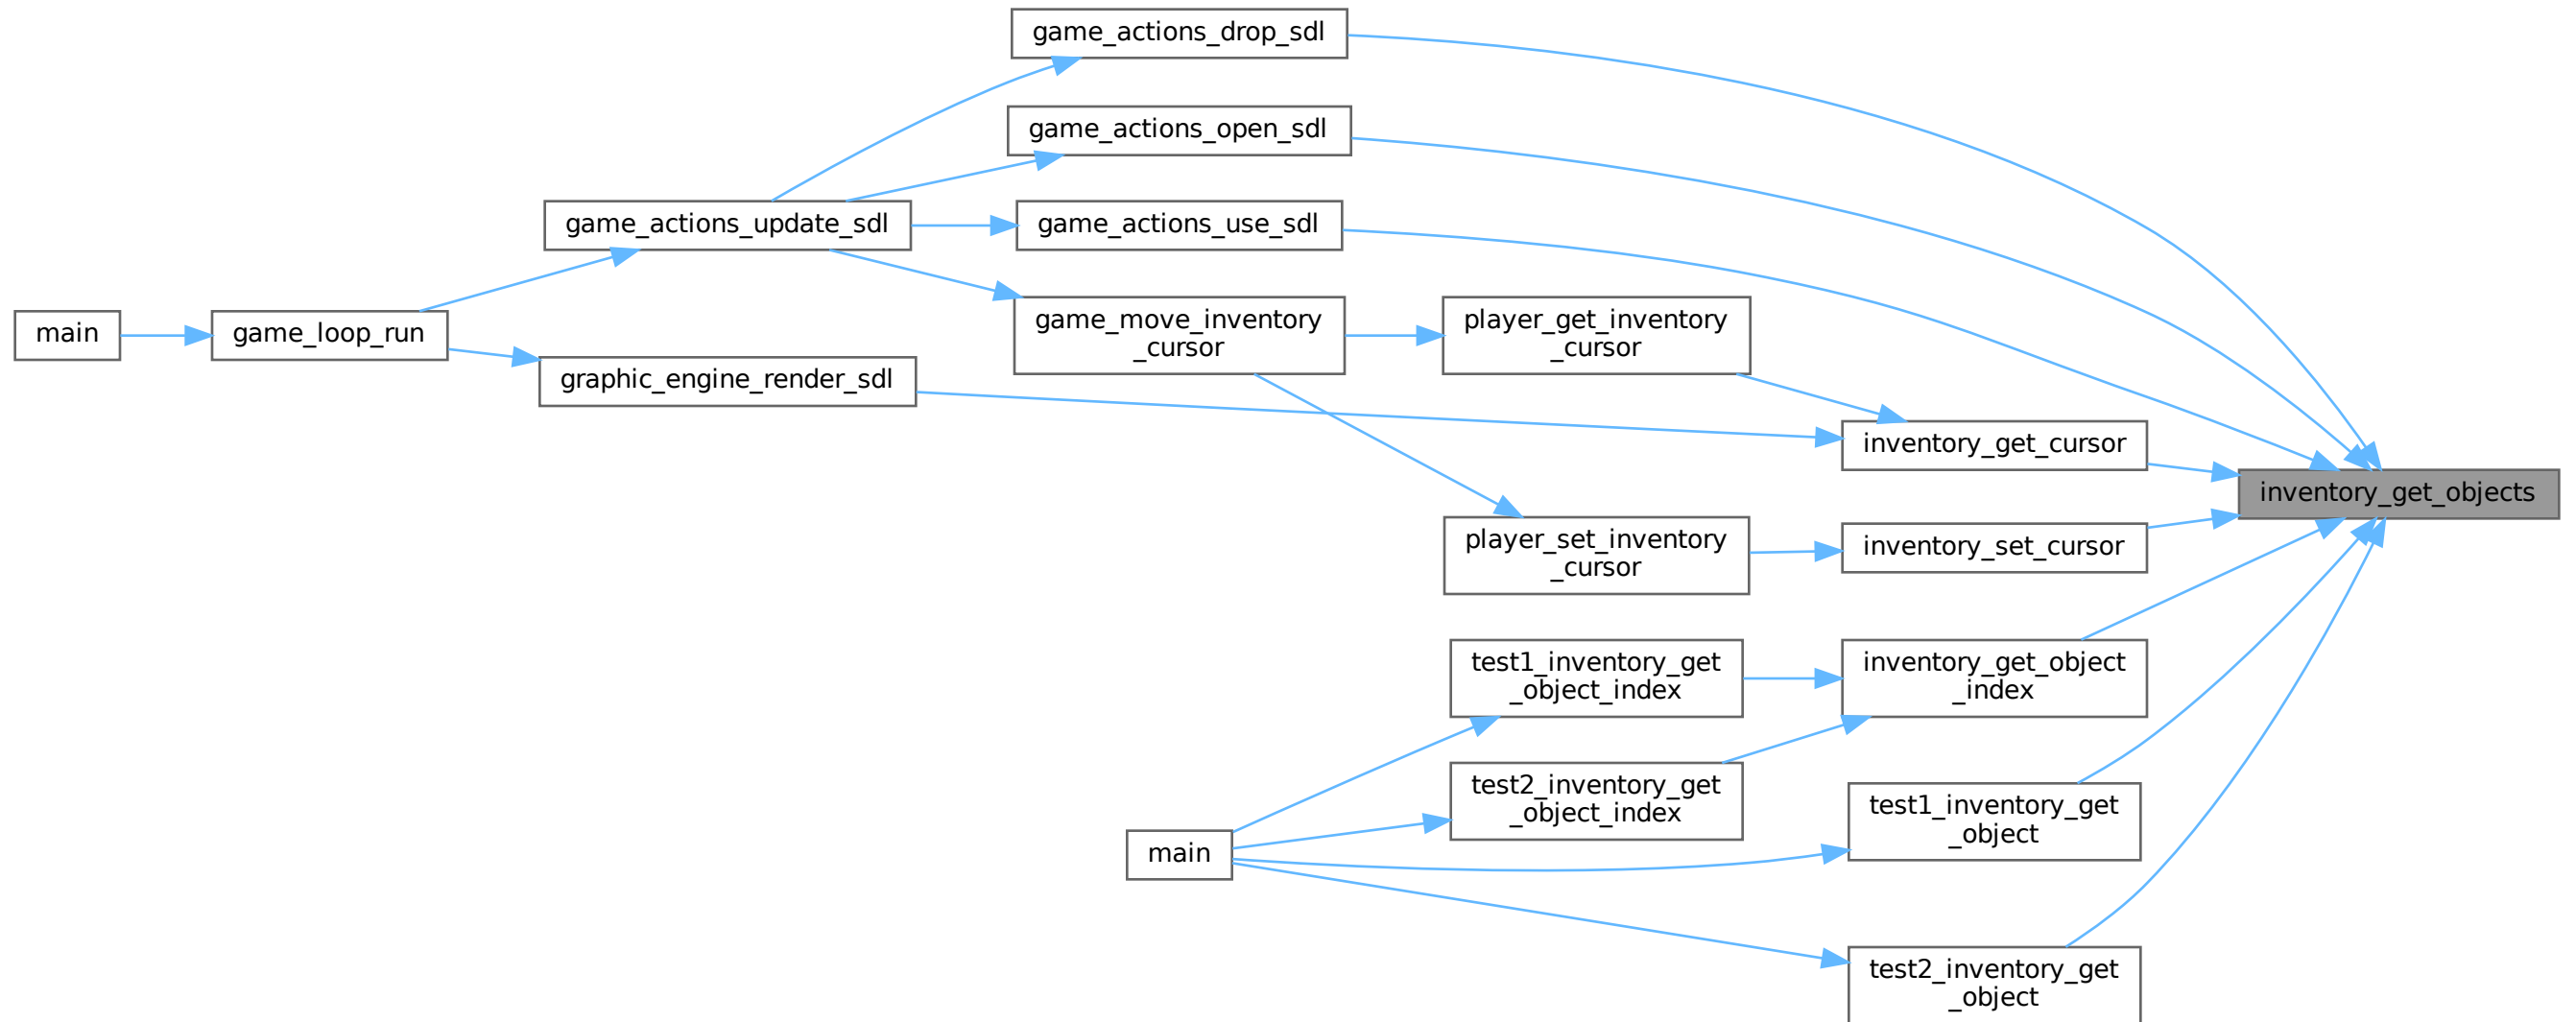 game_actions_drop_sdl
game_actions_open_sdl
game_actions_update_sdl
game_actions_use_sdl
main
game_loop_run
game_move_inventory
_cursor
player_get_inventory
_cursor
graphic_engine_render_sdl
inventory_get_cursor
inventory_get_objects
player_set_inventory
_cursor
inventory_set_cursor
test1_inventory_get
_object_index
inventory_get_object
_index
test2_inventory_get
_object_index
test1_inventory_get
_object
main
test2_inventory_get
_object